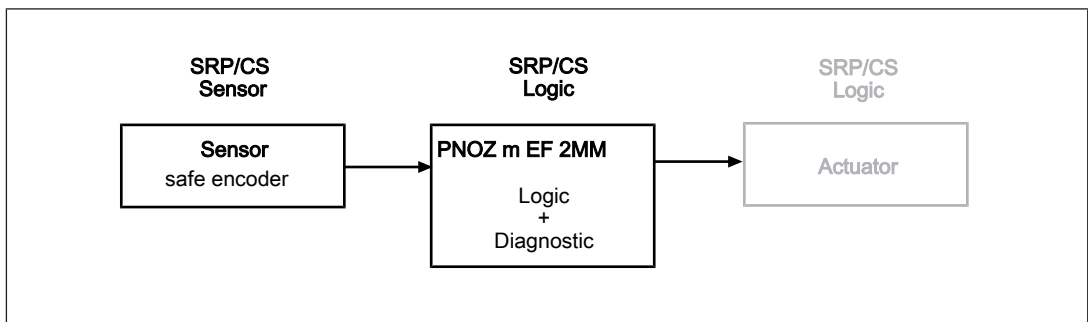 SRP/CS
Sensor
SRP/CS
Logic
SRP/CS
Logic
Sensor
safe encoder
PNOZ m EF 2MM
Logic
+
Diagnostic
Actuator